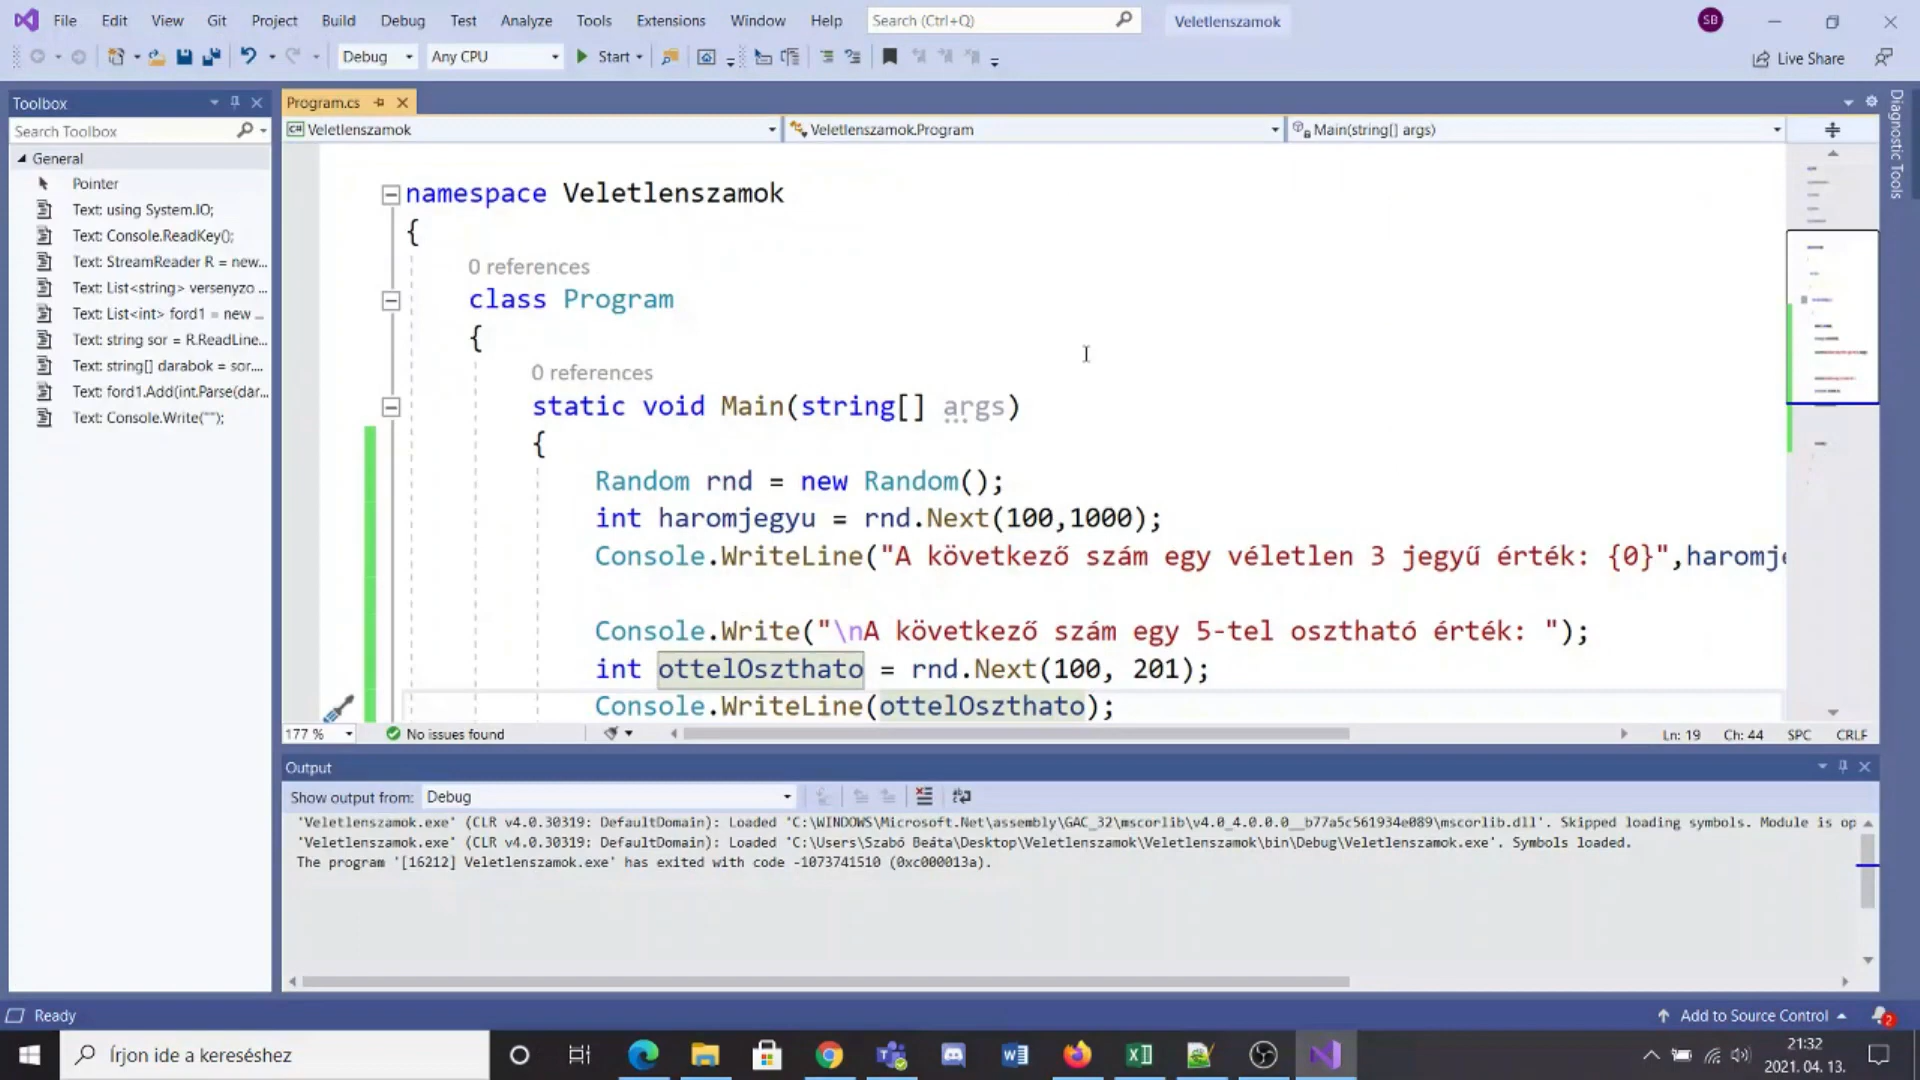 File Edit View Git Project Build Debug Test Analyze Tools Extensions Window Help Search (Ctrl+Q) Veletlenszamok SB
Debug Any CPU Start Live Share
Toolbox
Search Toolbox
General
Pointer
Text: using System.IO;
Text: Console.ReadKey();
Text: StreamReader R = new...
Text: List<string> versenyzo ...
Text: List<int> ford1 = new ...
Text: string sor = R.ReadLine...
Text: string[] darabok = sor....
Text: ford1.Add(int.Parse(dar...
Text: Console.Write("");
Program.cs
Veletlenszamok Veletlenszamok.Program Main(string[] args)
namespace Veletlenszamok
{
0 references
class Program
{
0 references
static void Main(string[] args)
{
Random rnd = new Random();
int haromjegyu = rnd.Next(100,1000);
Console.WriteLine("A következő szám egy véletlen 3 jegyű érték: {0}",haromje
Console.Write("\nA következő szám egy 5-tel osztható érték: ");
int ottelOszthato = rnd.Next(100, 201);
Console.WriteLine(ottelOszthato);
177 % No issues found Ln: 19 Ch: 44 SPC CRLF
Diagnostic Tools
Output
Show output from: Debug
'Veletlenszamok.exe' (CLR v4.0.30319: DefaultDomain): Loaded 'C:\WINDOWS\Microsoft.Net\assembly\GAC_32\mscorlib\v4.0_4.0.0.0__b77a5c561934e089\mscorlib.dll'. Skipped loading symbols. Module is op
'Veletlenszamok.exe' (CLR v4.0.30319: DefaultDomain): Loaded 'C:\Users\Szabó Beáta\Desktop\Veletlenszamok\Veletlenszamok\bin\Debug\Veletlenszamok.exe'. Symbols loaded.
The program '[16212] Veletlenszamok.exe' has exited with code -1073741510 (0xc000013a).
Ready Add to Source Control 2
Írjon ide a kereséshez
21:32
2021. 04. 13.